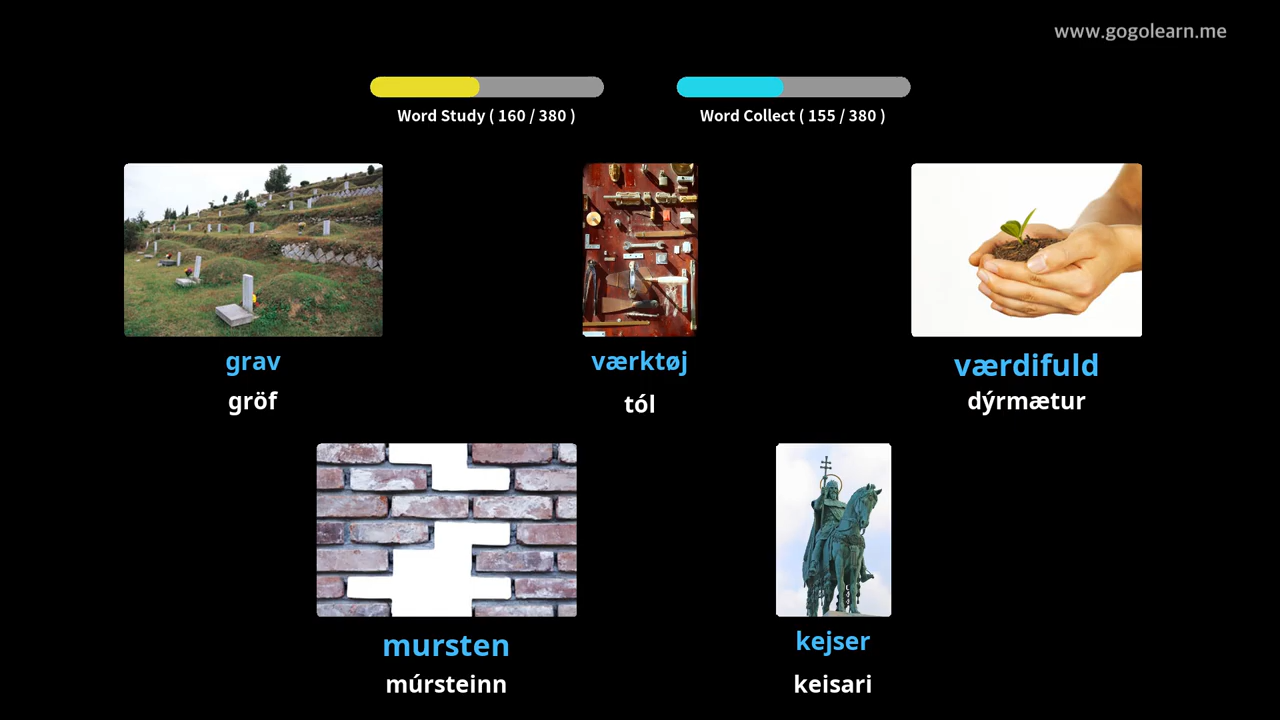 www.gogolearn.me
Word Study ( 160 / 380 )
Word Collect ( 155 / 380 )
grav
værktøj
værdifuld
gröf
tól
dýrmætur
mursten
kejser
múrsteinn
keisari